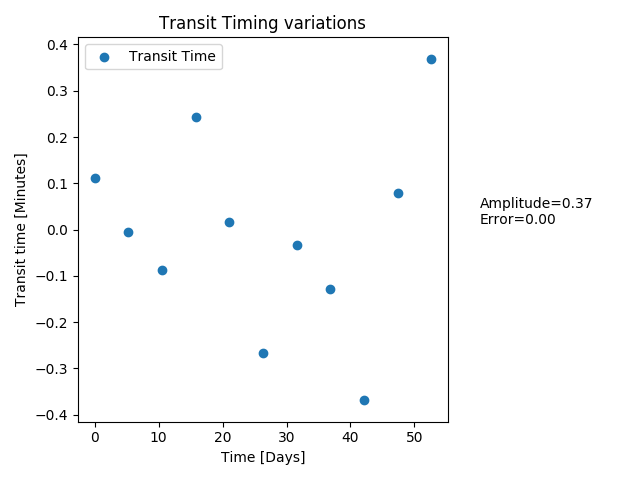 Transit Timing variations
Transit Time
0.4
0.3
0.2
0.1
0.0
−0.1
−0.2
−0.3
−0.4
Transit time [Minutes]
Amplitude=0.37
Error=0.00
0 10 20 30 40 50
Time [Days]